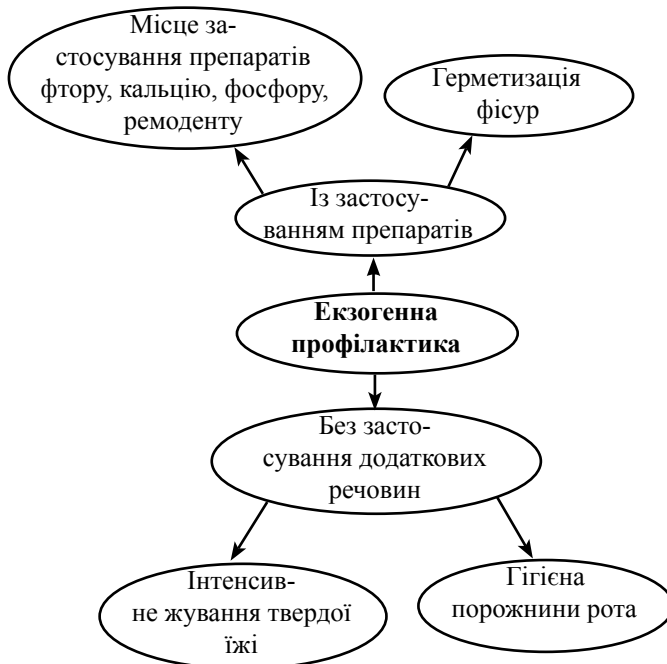 Місце за-
стосування препаратів
фтору, кальцію, фосфору,
ремоденту
Герметизація
фісур
Із застосу-
ванням препаратів
Екзогенна
профілактика
Без засто-
сування додаткових
речовин
Інтенсив-
не жування твердої
їжі
Гігієна
порожнини рота